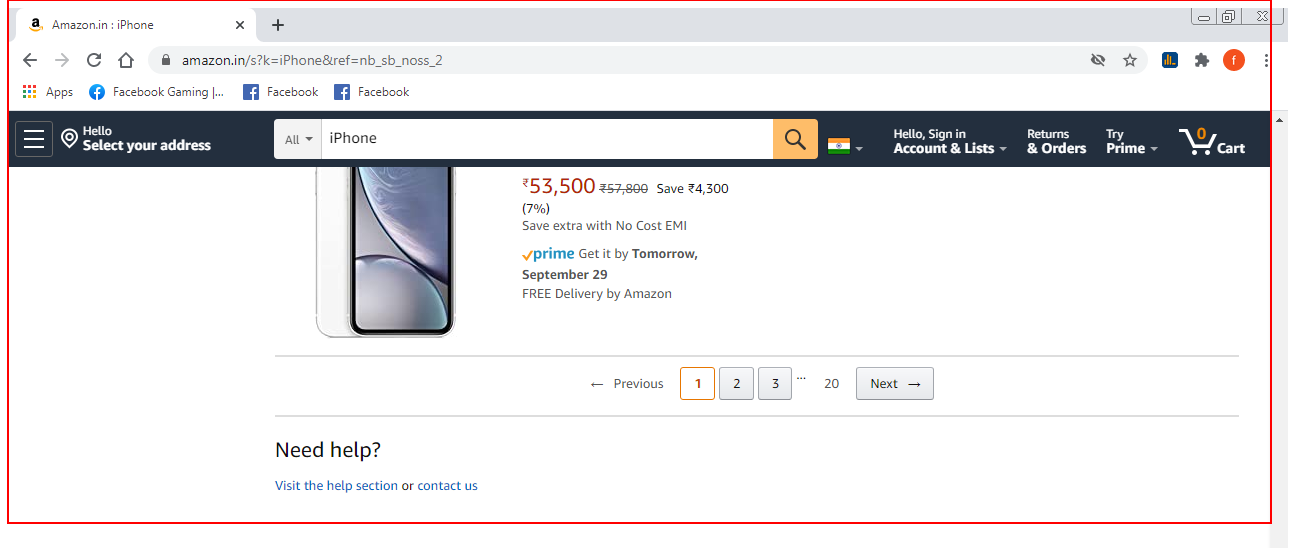 Amazon.in : iPhone
amazon.in/s?k=iPhone&ref=nb_sb_noss_2
f
Apps Facebook Gaming |... Facebook Facebook
Hello
Select your address
All iPhone
Hello, Sign in
Account & Lists
Returns
& Orders
Try
Prime
0
Cart
₹53,500 ₹57,800 Save ₹4,300
(7%)
Save extra with No Cost EMI
prime Get it by Tomorrow,
September 29
FREE Delivery by Amazon
← Previous 1 2 3 ... 20 Next →
Need help?
Visit the help section or contact us